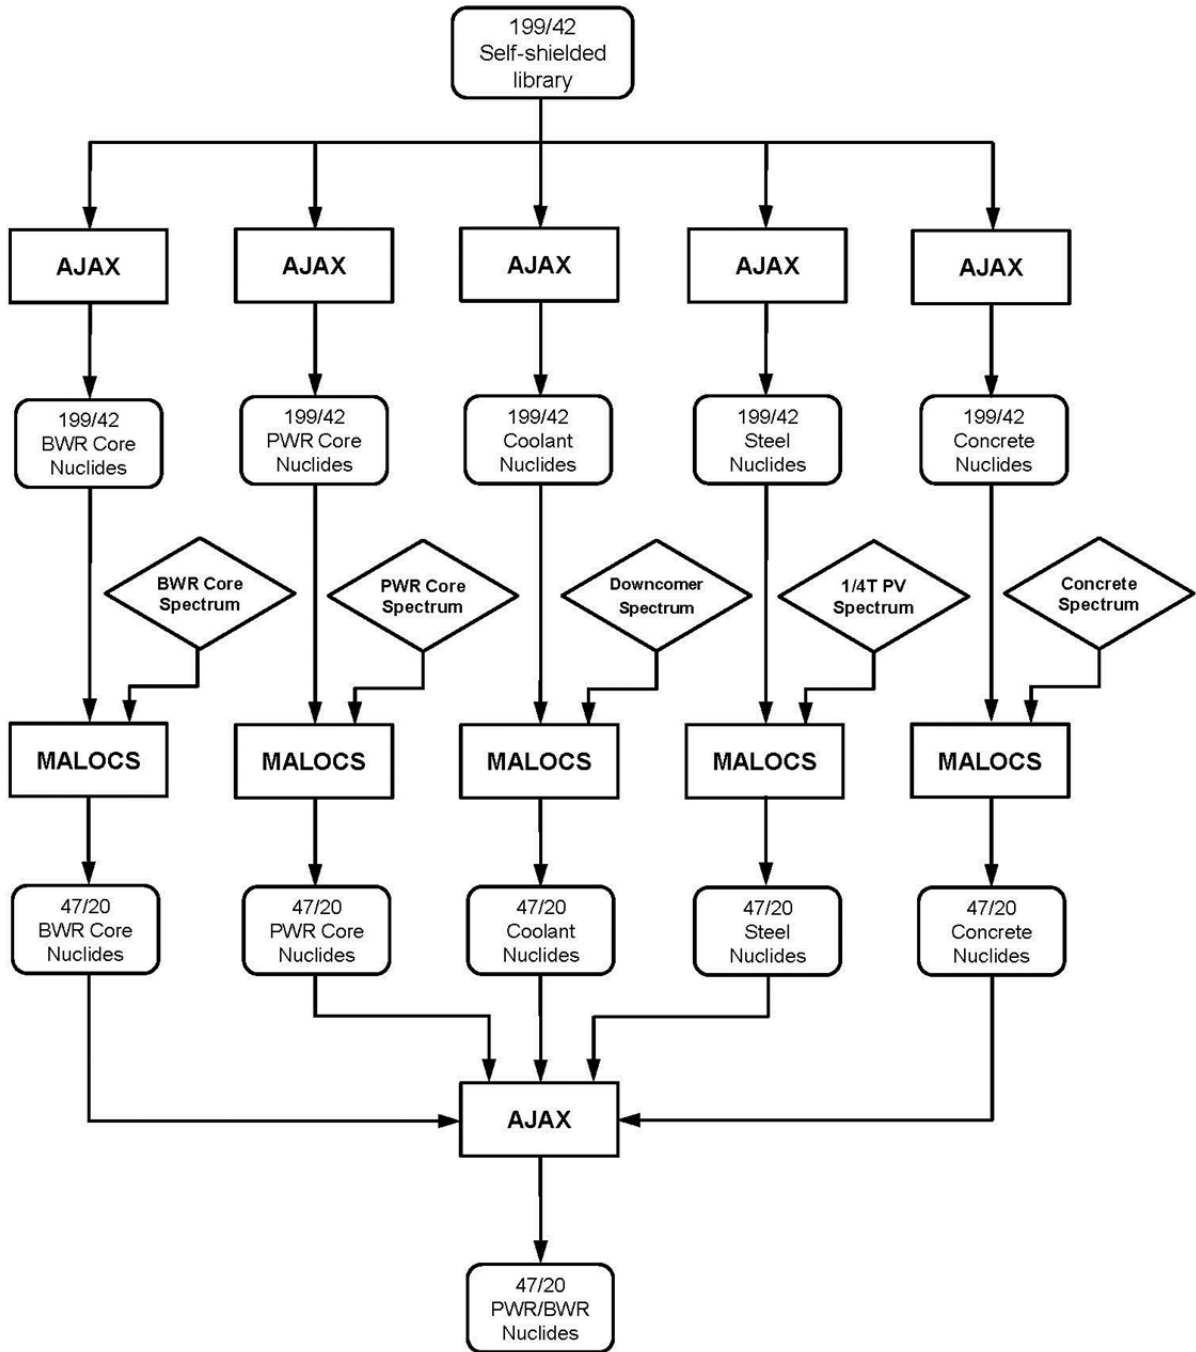 199/42
Self-shielded
library
AJAX
AJAX
AJAX
AJAX
AJAX
199/42
BWR Core
Nuclides
199/42
PWR Core
Nuclides
199/42
Coolant
Nuclides
199/42
Steel
Nuclides
199/42
Concrete
Nuclides
BWR Core
Spectrum
PWR Core
Spectrum
Downcomer
Spectrum
1/4T PV
Spectrum
Concrete
Spectrum
MALOCS
MALOCS
MALOCS
MALOCS
MALOCS
47/20
BWR Core
Nuclides
47/20
PWR Core
Nuclides
47/20
Coolant
Nuclides
47/20
Steel
Nuclides
47/20
Concrete
Nuclides
AJAX
47/20
PWR/BWR
Nuclides